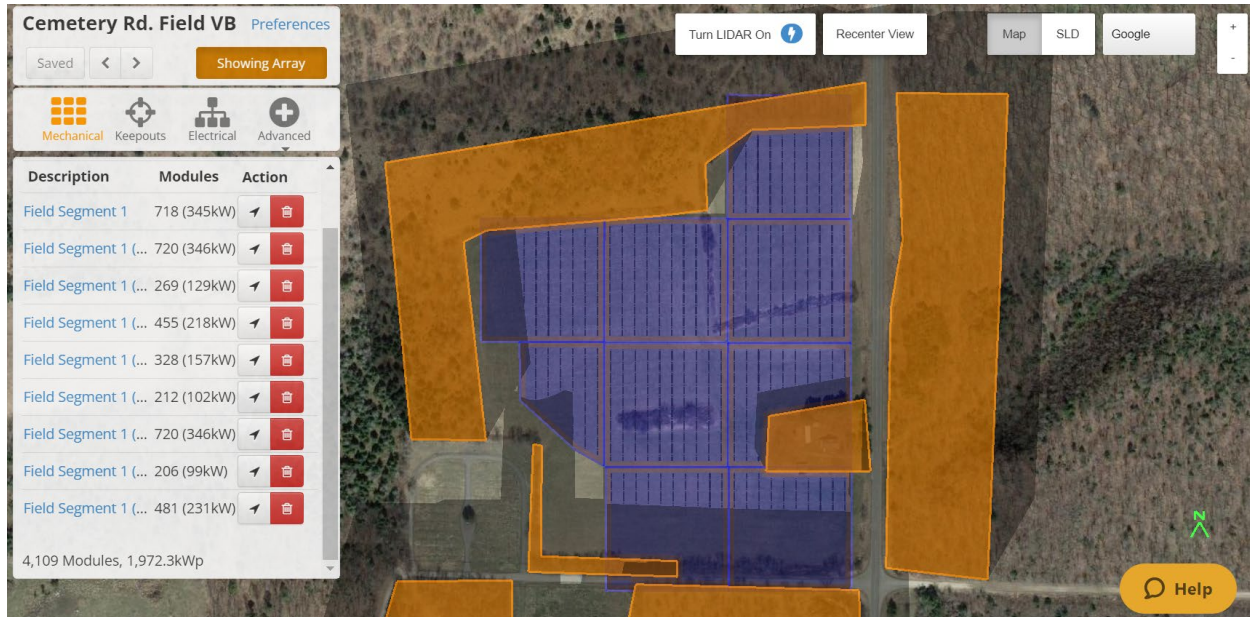 Cemetery Rd. Field VB Preferences
Saved < > Showing Array
Mechanical Keepouts Electrical Advanced
Description Modules Action
Field Segment 1 718 (345kW)
Field Segment 1 (... 720 (346kW)
Field Segment 1 (... 269 (129kW)
Field Segment 1 (... 455 (218kW)
Field Segment 1 (... 328 (157kW)
Field Segment 1 (... 212 (102kW)
Field Segment 1 (... 720 (346kW)
Field Segment 1 (... 206 (99kW)
Field Segment 1 (... 481 (231kW)
4,109 Modules, 1,972.3kWp
Turn LIDAR On Recenter View Map SLD Google +
-
N
Help